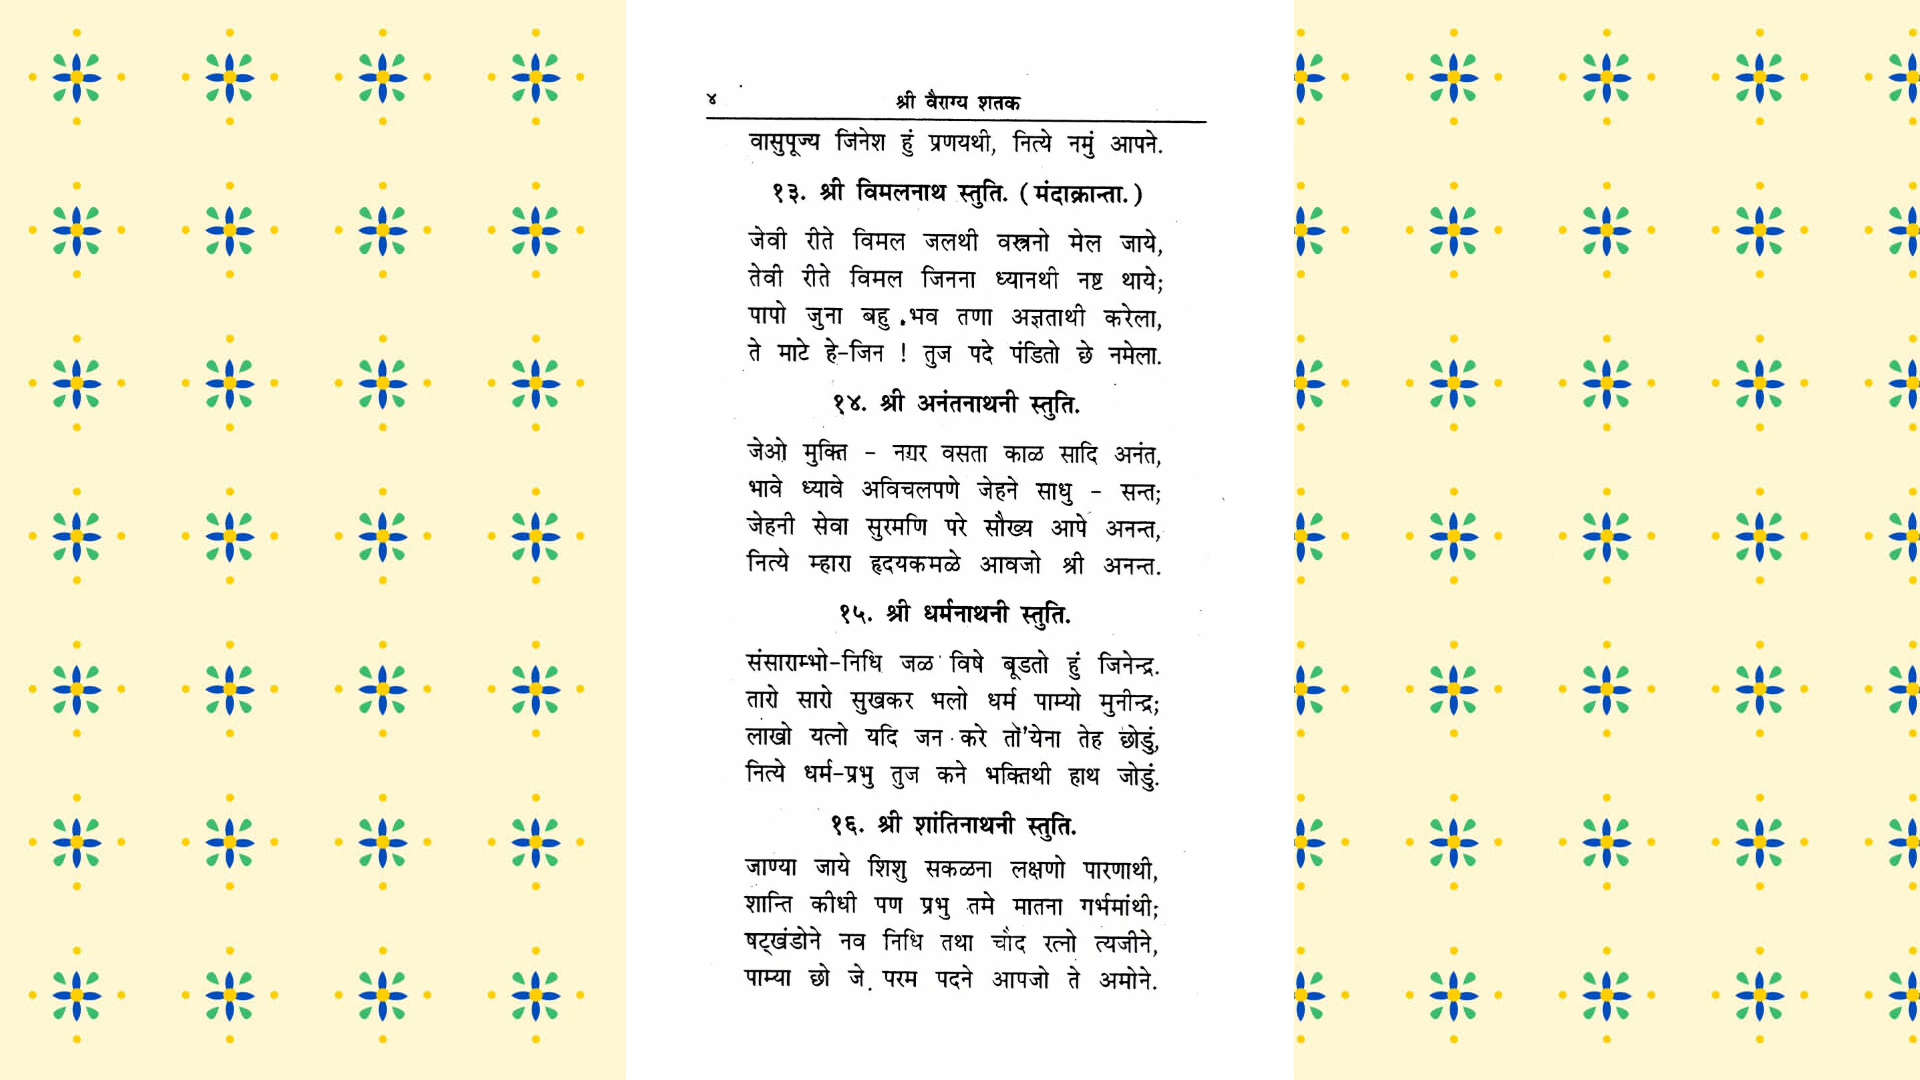 ४ श्री वैराग्य शतक
वासुपूज्य जिनेश हुं प्रणयथी, नित्ये नमुं आपने.
१३. श्री विमलनाथ स्तुति. (मंदाक्रान्ता.)
जेवी रीते विमल जलथी वस्त्रनो मेल जाये,
तेवी रीते विमल जिनना ध्यानथी नष्ट थाये;
पापो जुना बहु भव तणा अज्ञताथी करेला,
ते माटे हे-जिन ! तुज पदे पंडितो छे नमेला.
१४. श्री अनंतनाथनी स्तुति.
जेओ मुक्ति - नगर वसता काळ सादि अनंत,
भावे ध्यावे अविचलपणे जेहने साधु - सन्त;
जेहनी सेवा सुरमणि परे सौख्य आपे अनन्त,
नित्ये म्हारा हृदयकमळे आवजो श्री अनन्त.
१५. श्री धर्मनाथनी स्तुति.
संसाराम्भो-निधि जळ विषे बूडतो हुं जिनेन्द्र.
तारो सारो सुखकर भलो धर्म पाम्यो मुनीन्द्र;
लाखो यत्नो यदि जन करे तो'येना तेह छोडुं,
नित्ये धर्म-प्रभु तुज कने भक्तिथी हाथ जोडुं.
१६. श्री शांतिनाथनी स्तुति.
जाण्या जाये शिशु सकळना लक्षणो पारणाथी,
शान्ति कीधी पण प्रभु तमे मातना गर्भमांथी;
षट्खंडोने नव निधि तथा चौद रत्नो त्यजीने,
पाम्या छो जे परम पदने आपजो ते अमोने.